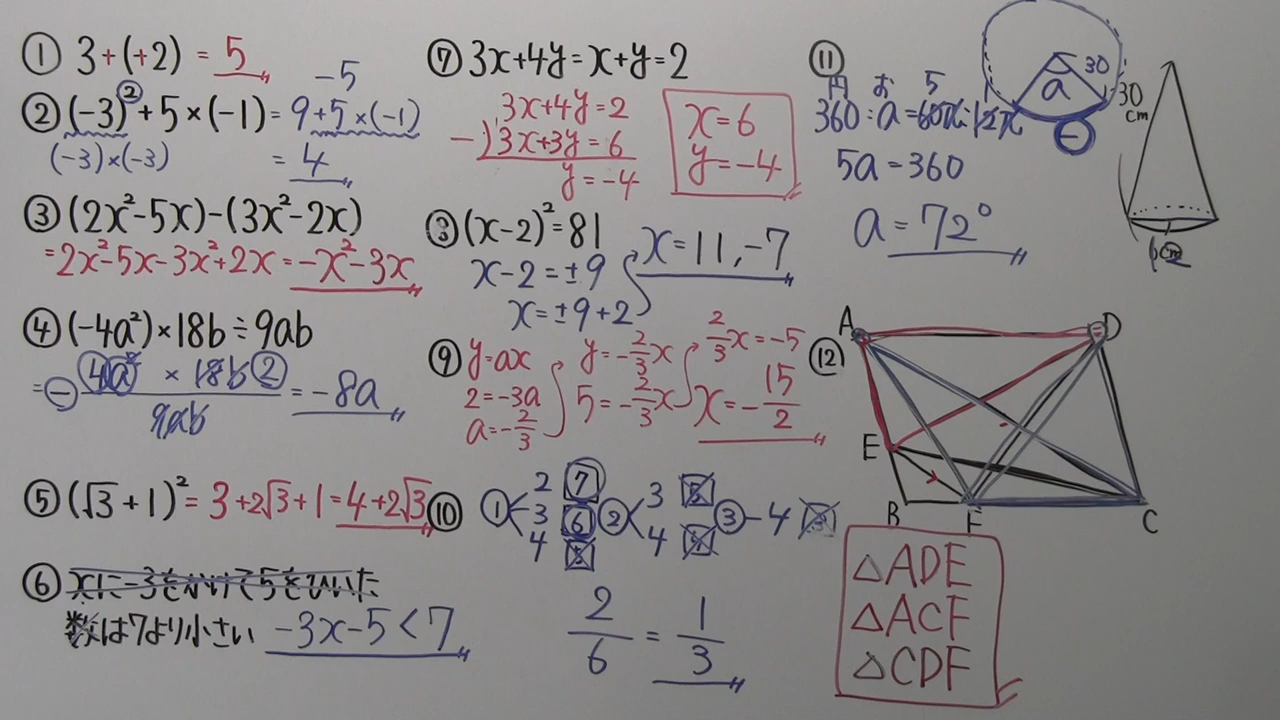 ① 3+(+2) = 5
-5
② (-3)²+5×(-1) = 9+5×(-1)
(-3)×(-3) = 4
③ (2x²-5x)-(3x²-2x)
=2x²-5x-3x²+2x=-x²-3x
④ (-4a²)×18b÷9ab
=- 4a² × 18b 2 / 9ab = -8a
⑤ (√3+1)²=3+2√3+1=4+2√3
⑥ xに-3をかけて5をひいた
数は7より小さい -3x-5<7
⑦ 3x+4y=x+y=2
3x+4y=2
-)3x+3y=6
y=-4
x=6
y=-4
⑧ (x-2)²=81
x-2=±9
x=±9+2
x=11,-7
⑨ y=ax
2=-3a
a=-2/3
y=-2/3x
5=-2/3x
2/3x=-5
x=-15/2
⑩ ① 2 7
3 6
4 5
② 3 5
4 4
③-4 3
2/6 = 1/3
⑪
円 お 5 1
360:a=60π:12π
5a=360
a=72°
a 30
30
cm
⑫
A D
E
B F C
△ADE
△ACF
△CDF